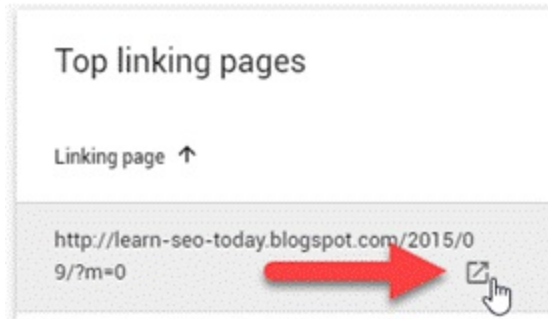 Top linking pages
Linking page ↑
http://learn-seo-today.blogspot.com/2015/0
9/?m=0